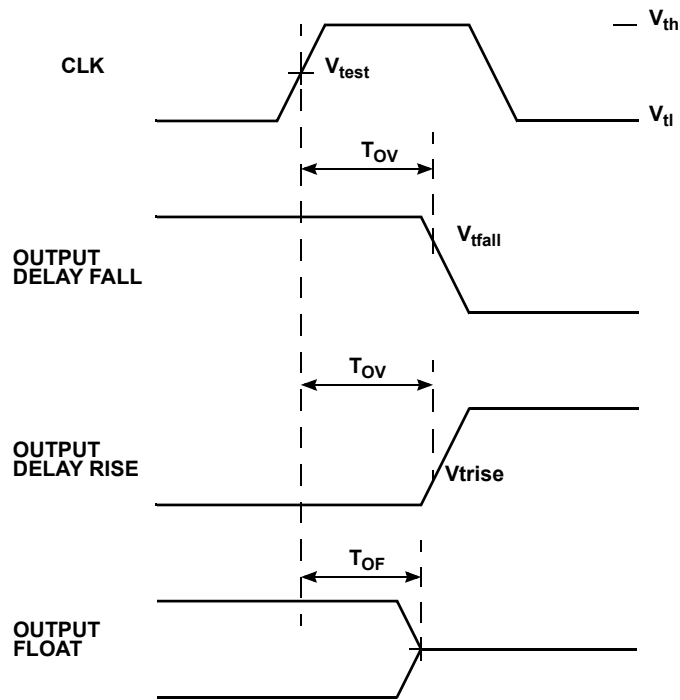 V_th
CLK
V_test
V_tl
T_OV
V_tfall
OUTPUT
DELAY FALL
T_OV
OUTPUT
DELAY RISE
Vtrise
T_OF
OUTPUT
FLOAT